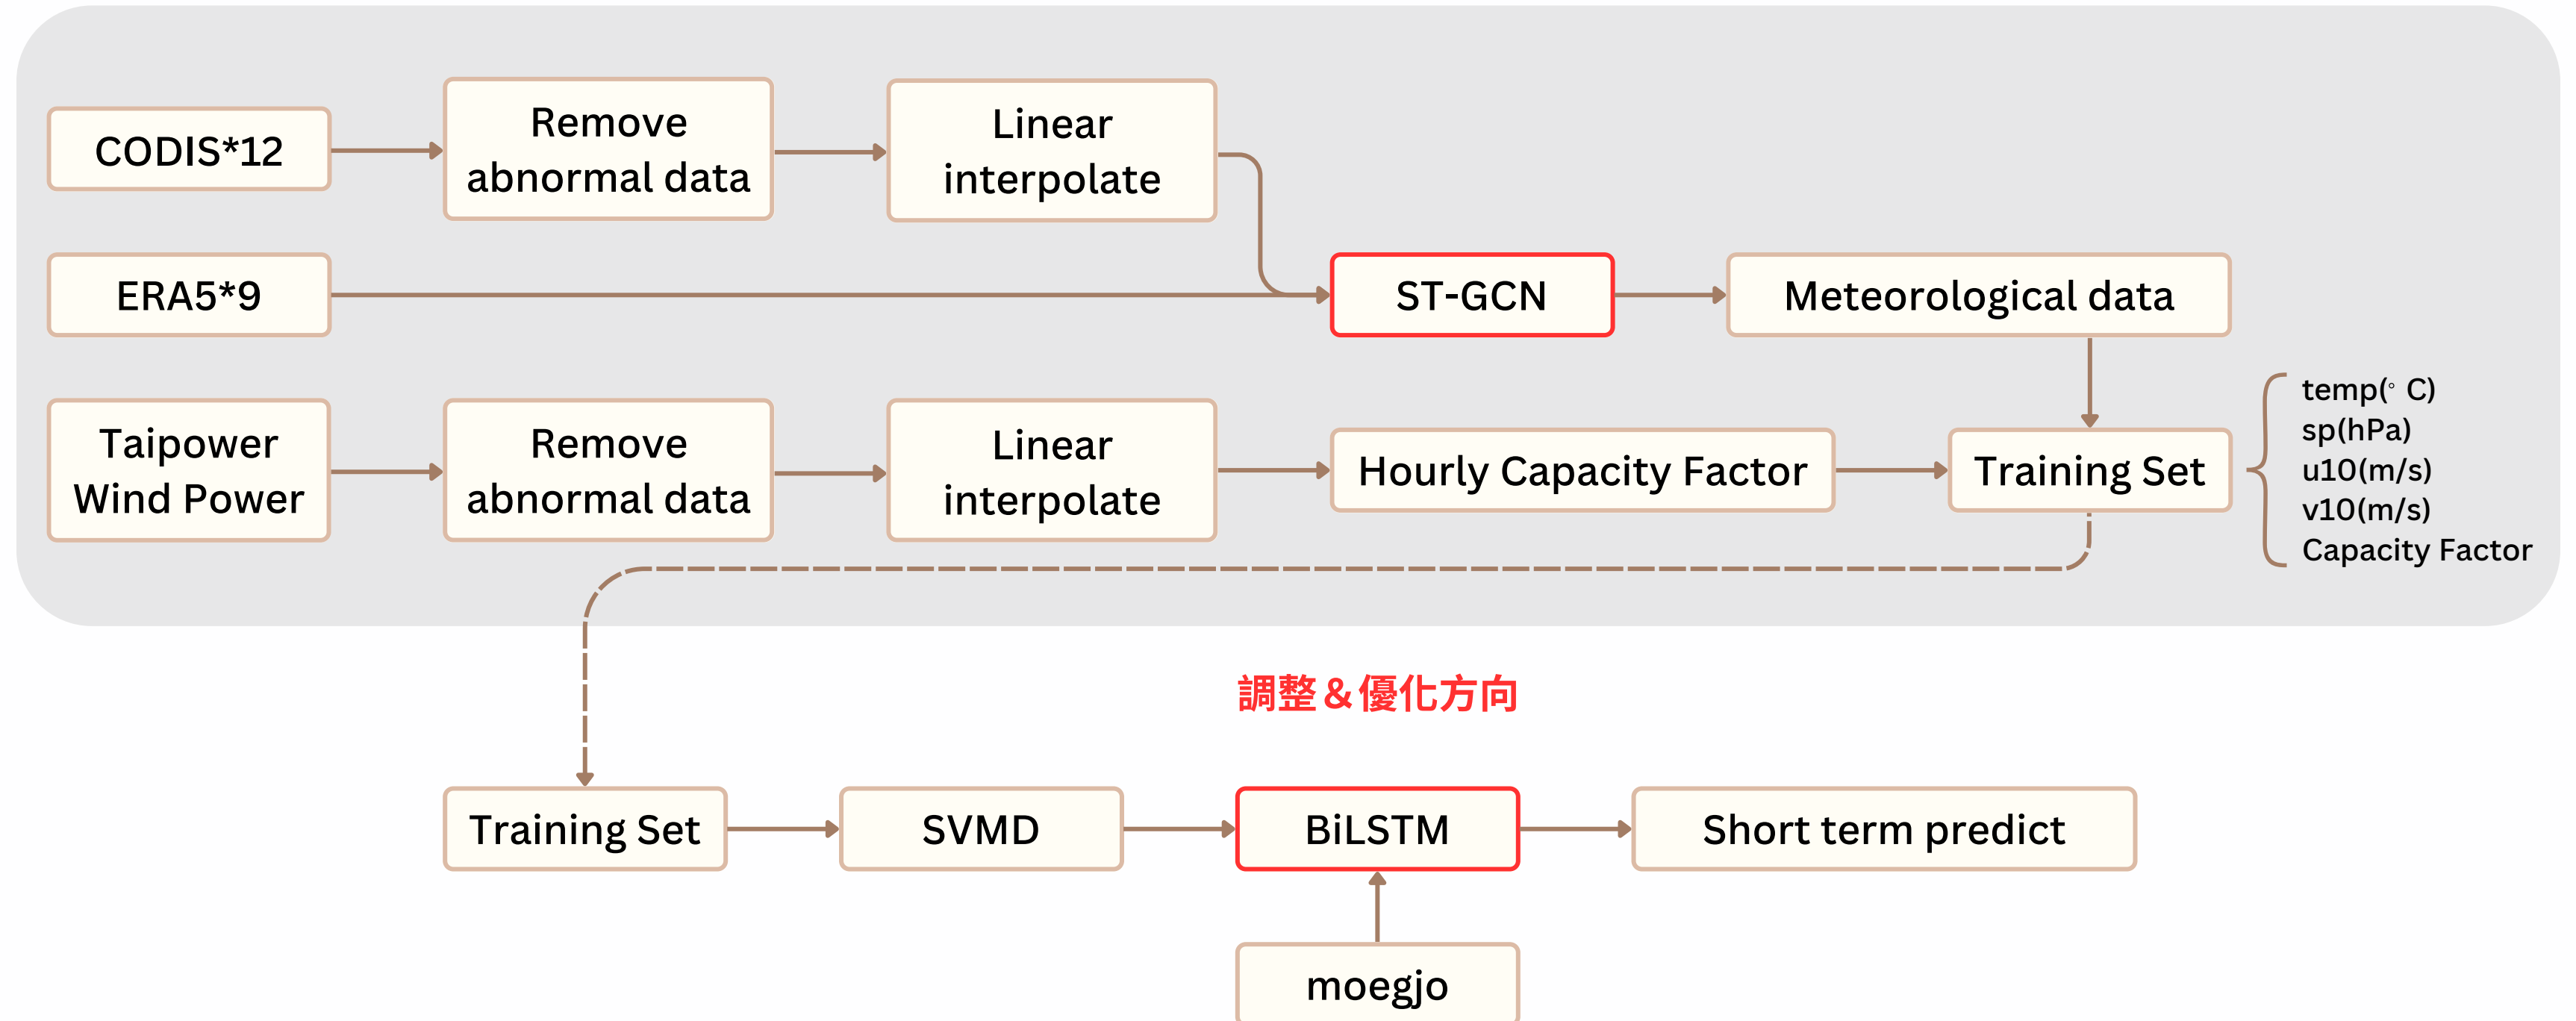 CODIS*12
Remove
abnormal data
Linear
interpolate
ERA5*9
ST-GCN
Meteorological data
Taipower
Wind Power
Remove
abnormal data
Linear
interpolate
Hourly Capacity Factor
Training Set
temp(° C)
sp(hPa)
u10(m/s)
v10(m/s)
Capacity Factor
調整＆優化方向
Training Set
SVMD
BiLSTM
Short term predict
moegjo